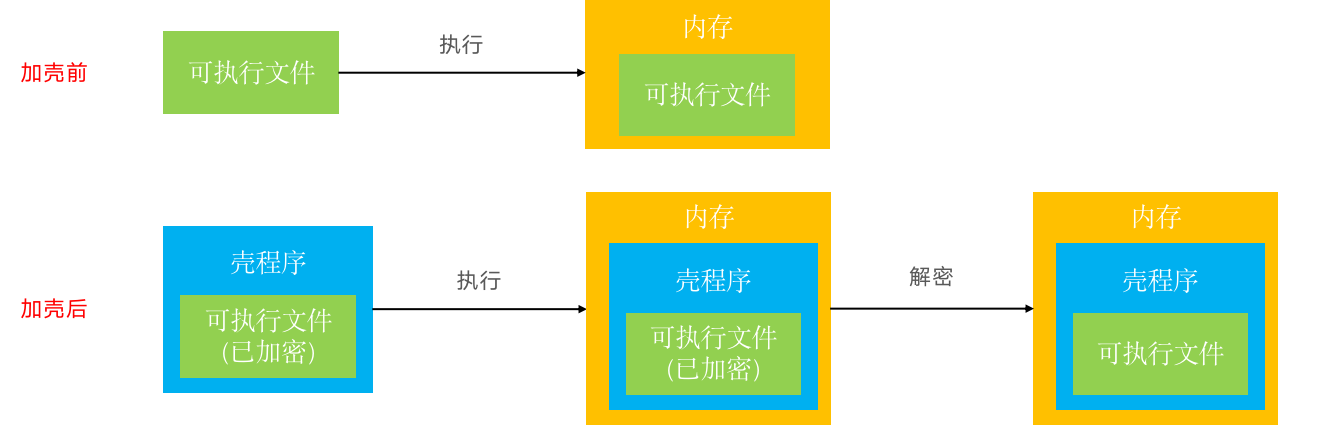 加壳前
可执行文件
执行
内存
可执行文件
加壳后
壳程序
可执行文件
(已加密)
执行
内存
壳程序
可执行文件
(已加密)
解密
内存
壳程序
可执行文件